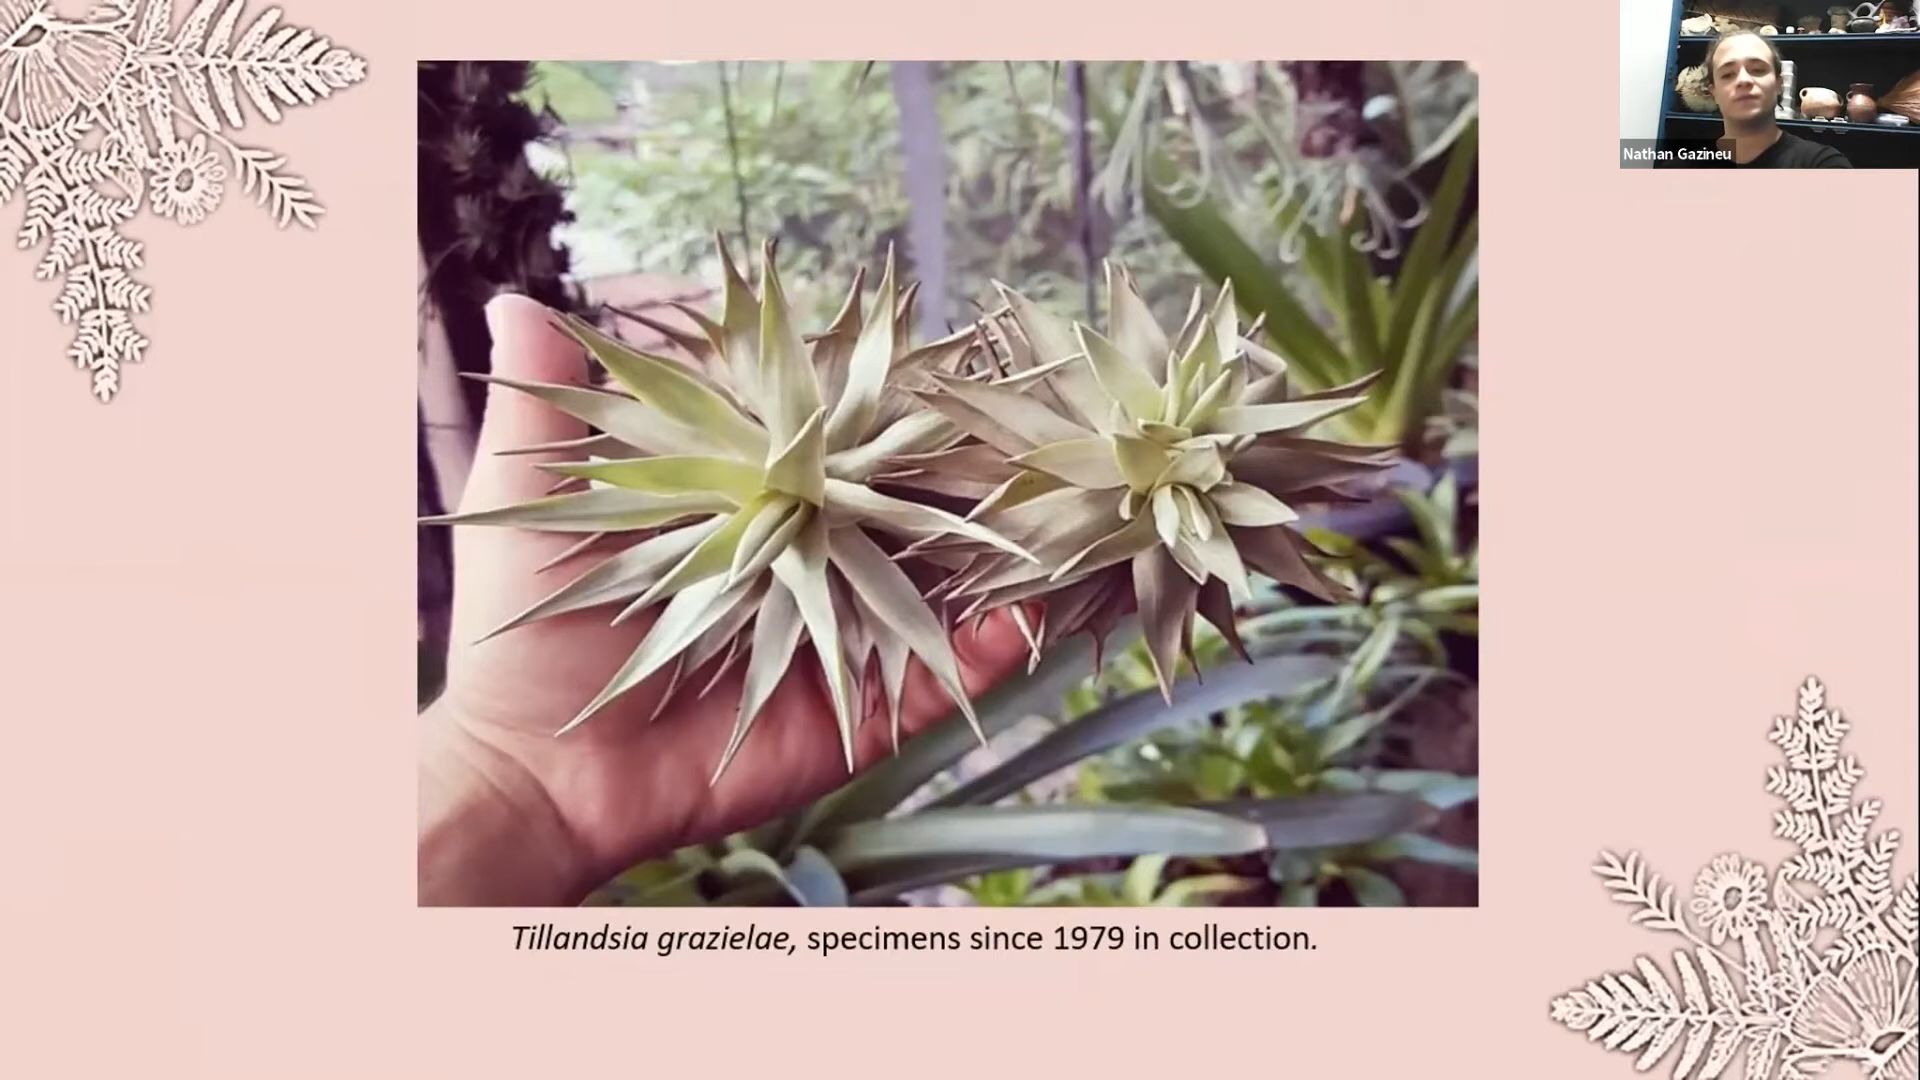 Nathan Gazineu
Tillandsia grazielae, specimens since 1979 in collection.